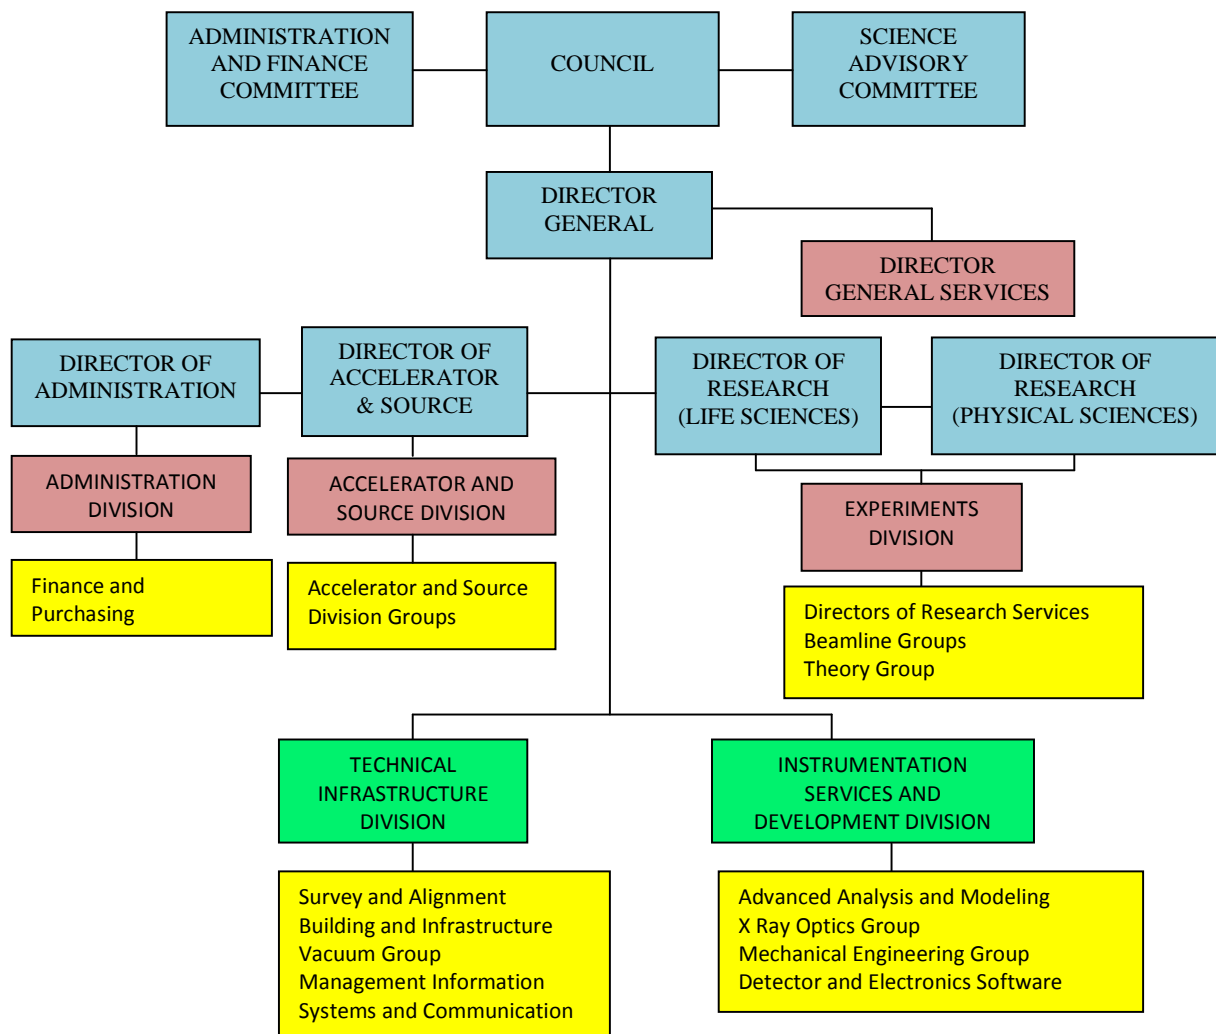 ADMINISTRATION
AND FINANCE
COMMITTEE
COUNCIL
SCIENCE
ADVISORY
COMMITTEE
DIRECTOR
GENERAL
DIRECTOR
GENERAL SERVICES
DIRECTOR OF
ADMINISTRATION
DIRECTOR OF
ACCELERATOR
& SOURCE
DIRECTOR OF
RESEARCH
(LIFE SCIENCES)
DIRECTOR OF
RESEARCH
(PHYSICAL SCIENCES)
ADMINISTRATION
DIVISION
ACCELERATOR AND
SOURCE DIVISION
EXPERIMENTS
DIVISION
Finance and
Purchasing
Accelerator and Source
Division Groups
Directors of Research Services
Beamline Groups
Theory Group
TECHNICAL
INFRASTRUCTURE
DIVISION
INSTRUMENTATION
SERVICES AND
DEVELOPMENT DIVISION
Survey and Alignment
Building and Infrastructure
Vacuum Group
Management Information
Systems and Communication
Advanced Analysis and Modeling
X Ray Optics Group
Mechanical Engineering Group
Detector and Electronics Software